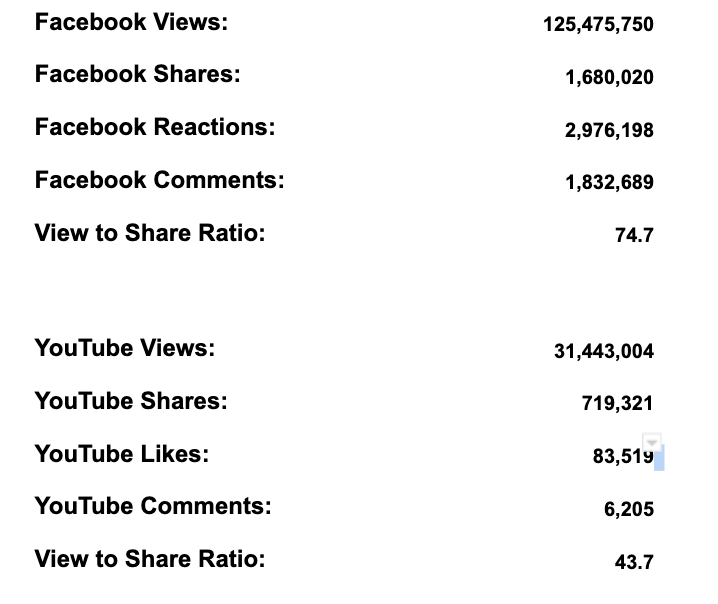 Facebook Views: 125,475,750
Facebook Shares: 1,680,020
Facebook Reactions: 2,976,198
Facebook Comments: 1,832,689
View to Share Ratio: 74.7
YouTube Views: 31,443,004
YouTube Shares: 719,321
YouTube Likes: 83,519
YouTube Comments: 6,205
View to Share Ratio: 43.7